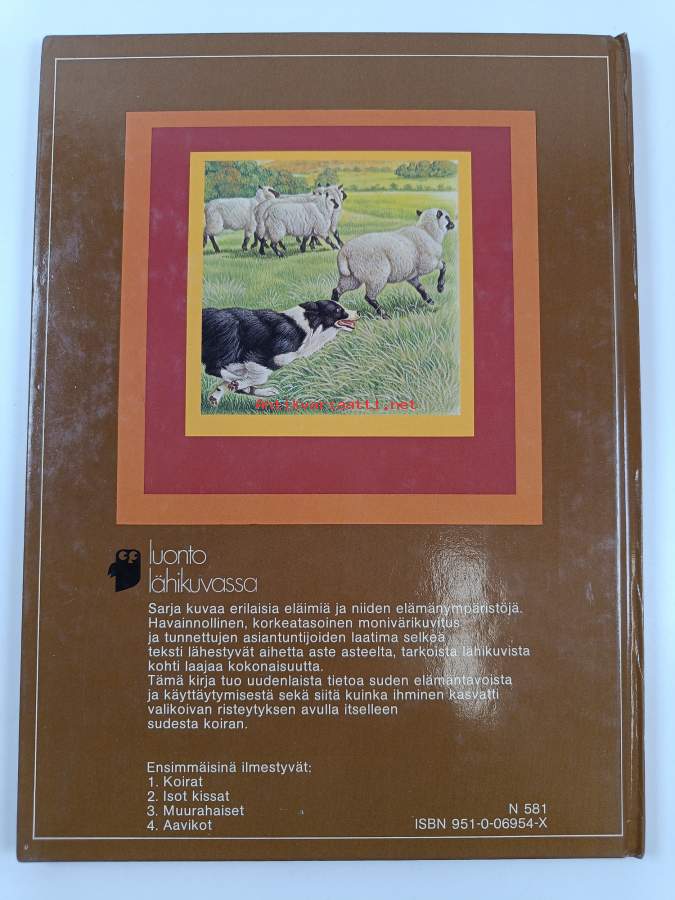 Antikvariaatti.net
luonto
lähikuvassa
Sarja kuvaa erilaisia eläimiä ja niiden elämänympäristöjä.
Havainnollinen, korkeatasoinen monivärikuvitus
ja tunnettujen asiantuntijoiden laatima selkeä
teksti lähestyvät aihetta aste asteelta, tarkoista lähikuvista
kohti laajaa kokonaisuutta.
Tämä kirja tuo uudenlaista tietoa suden elämäntavoista
ja käyttäytymisestä sekä siitä kuinka ihminen kasvatti
valikoivan risteytyksen avulla itselleen
sudesta koiran.
Ensimmäisinä ilmestyvät:
1. Koirat
2. Isot kissat
3. Muurahaiset
4. Aavikot
N 581
ISBN 951-0-06954-X